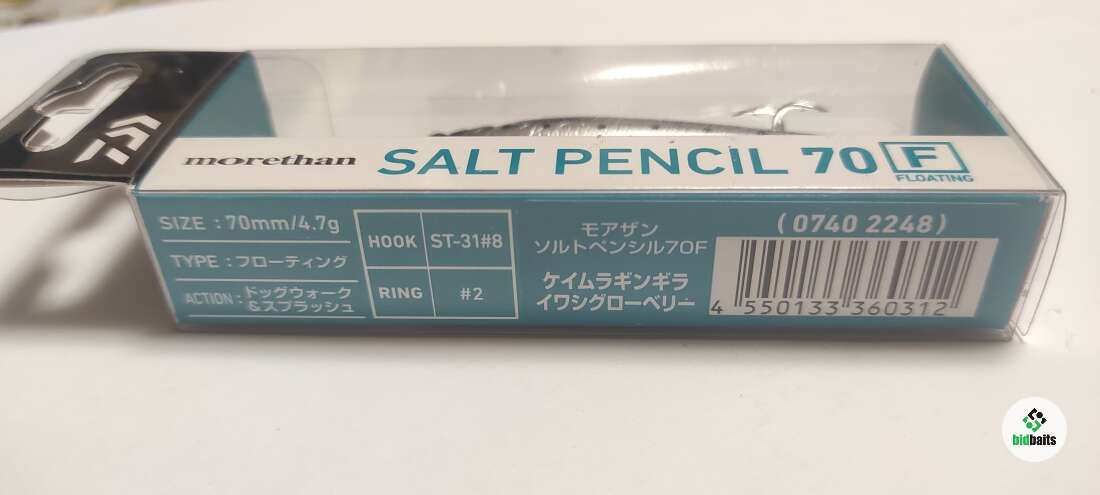 morethan SALT PENCIL 70 F
FLOATING
SIZE : 70mm/4.7g
TYPE : フローティング
ACTION : ドッグウォーク
&スプラッシュ
HOOK ST-31#8
RING #2
モアザン
ソルトペンシル70F
ケイムラギンギラ
イワシグローベリー
(0740 2248)
4 550133 360312
bidbaits